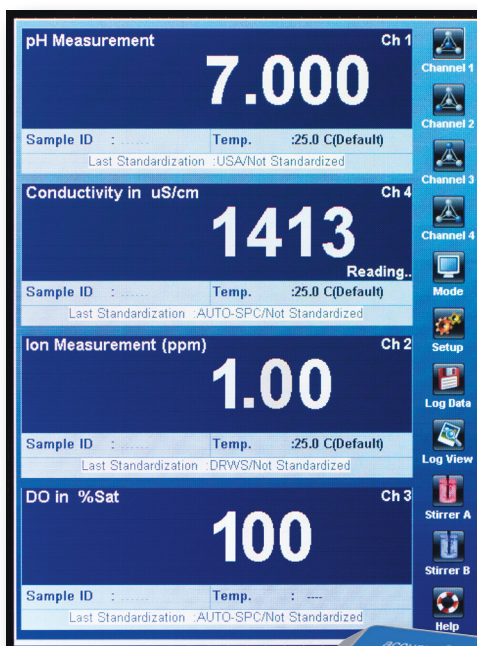 pH Measurement Ch 1
7.000
Sample ID : ...... Temp. :25.0 C(Default)
Last Standardization :USA/Not Standardized
Conductivity in uS/cm Ch 4
1413
Reading..
Sample ID : ...... Temp. :25.0 C(Default)
Last Standardization :AUTO-SPC/Not Standardized
Ion Measurement (ppm) Ch 2
1.00
Sample ID : ...... Temp. :25.0 C(Default)
Last Standardization :DRWS/Not Standardized
DO in %Sat Ch 3
100
Sample ID : ...... Temp. : ----
Last Standardization :AUTO-SPC/Not Standardized
Channel 1
Channel 2
Channel 3
Channel 4
Mode
Setup
Log Data
Log View
Stirrer A
Stirrer B
Help